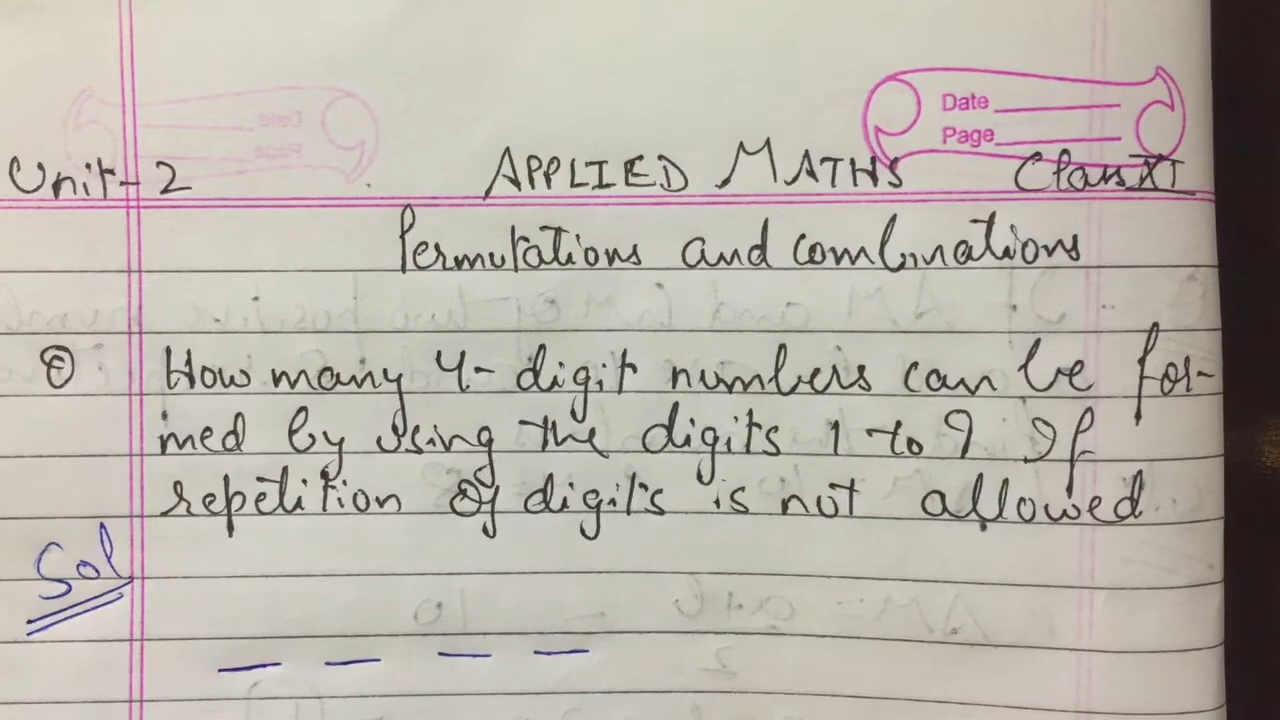 Date
Page
Unit-2 APPLIED MATHS Class XI
Permutations and combinations
Q How many 4-digit numbers can be for-
med by using the digits 1 to 9 If
repetition of digits is not allowed
Sol